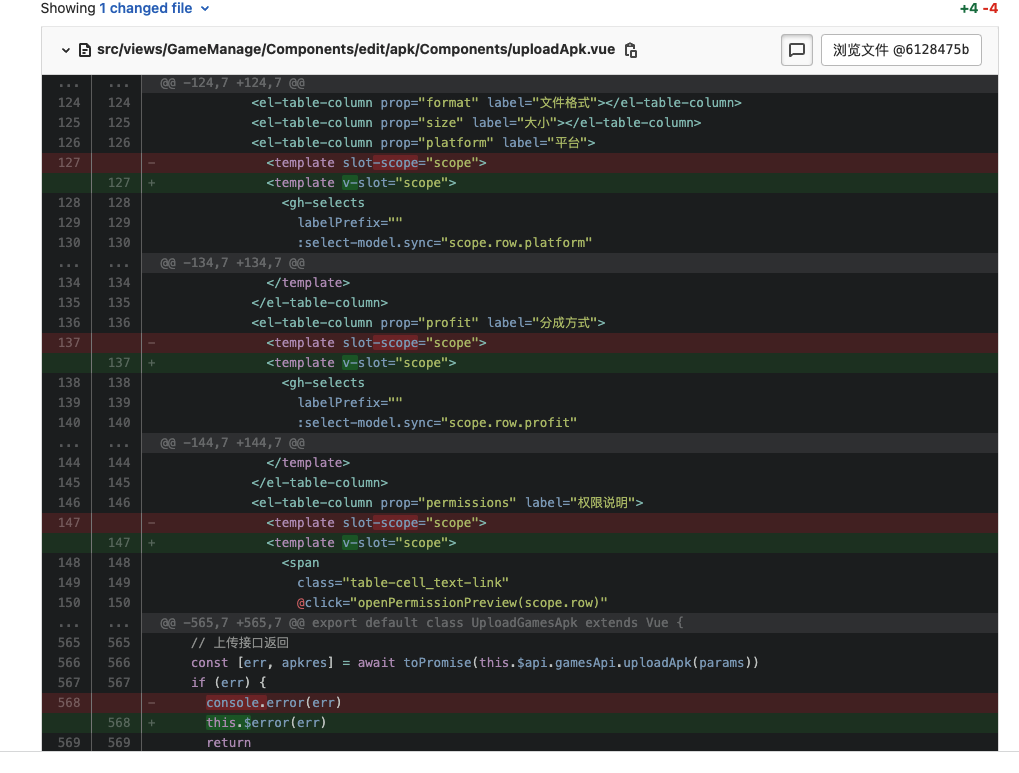 Showing 1 changed file +4 -4
src/views/GameManage/Components/edit/apk/Components/uploadApk.vue 浏览文件 @6128475b
... ... @@ -124,7 +124,7 @@
124 124 <el-table-column prop="format" label="文件格式"></el-table-column>
125 125 <el-table-column prop="size" label="大小"></el-table-column>
126 126 <el-table-column prop="platform" label="平台">
127 - <template slot-scope="scope">
127 + <template v-slot="scope">
128 128 <gh-selects
129 129 labelPrefix=""
130 130 :select-model.sync="scope.row.platform"
... ... @@ -134,7 +134,7 @@
134 134 </template>
135 135 </el-table-column>
136 136 <el-table-column prop="profit" label="分成方式">
137 - <template slot-scope="scope">
137 + <template v-slot="scope">
138 138 <gh-selects
139 139 labelPrefix=""
140 140 :select-model.sync="scope.row.profit"
... ... @@ -144,7 +144,7 @@
144 144 </template>
145 145 </el-table-column>
146 146 <el-table-column prop="permissions" label="权限说明">
147 - <template slot-scope="scope">
147 + <template v-slot="scope">
148 148 <span
149 149 class="table-cell_text-link"
150 150 @click="openPermissionPreview(scope.row)"
... ... @@ -565,7 +565,7 @@ export default class UploadGamesApk extends Vue {
565 565 // 上传接口返回
566 566 const [err, apkres] = await toPromise(this.$api.gamesApi.uploadApk(params))
567 567 if (err) {
568 - console.error(err)
568 + this.$error(err)
569 569 return